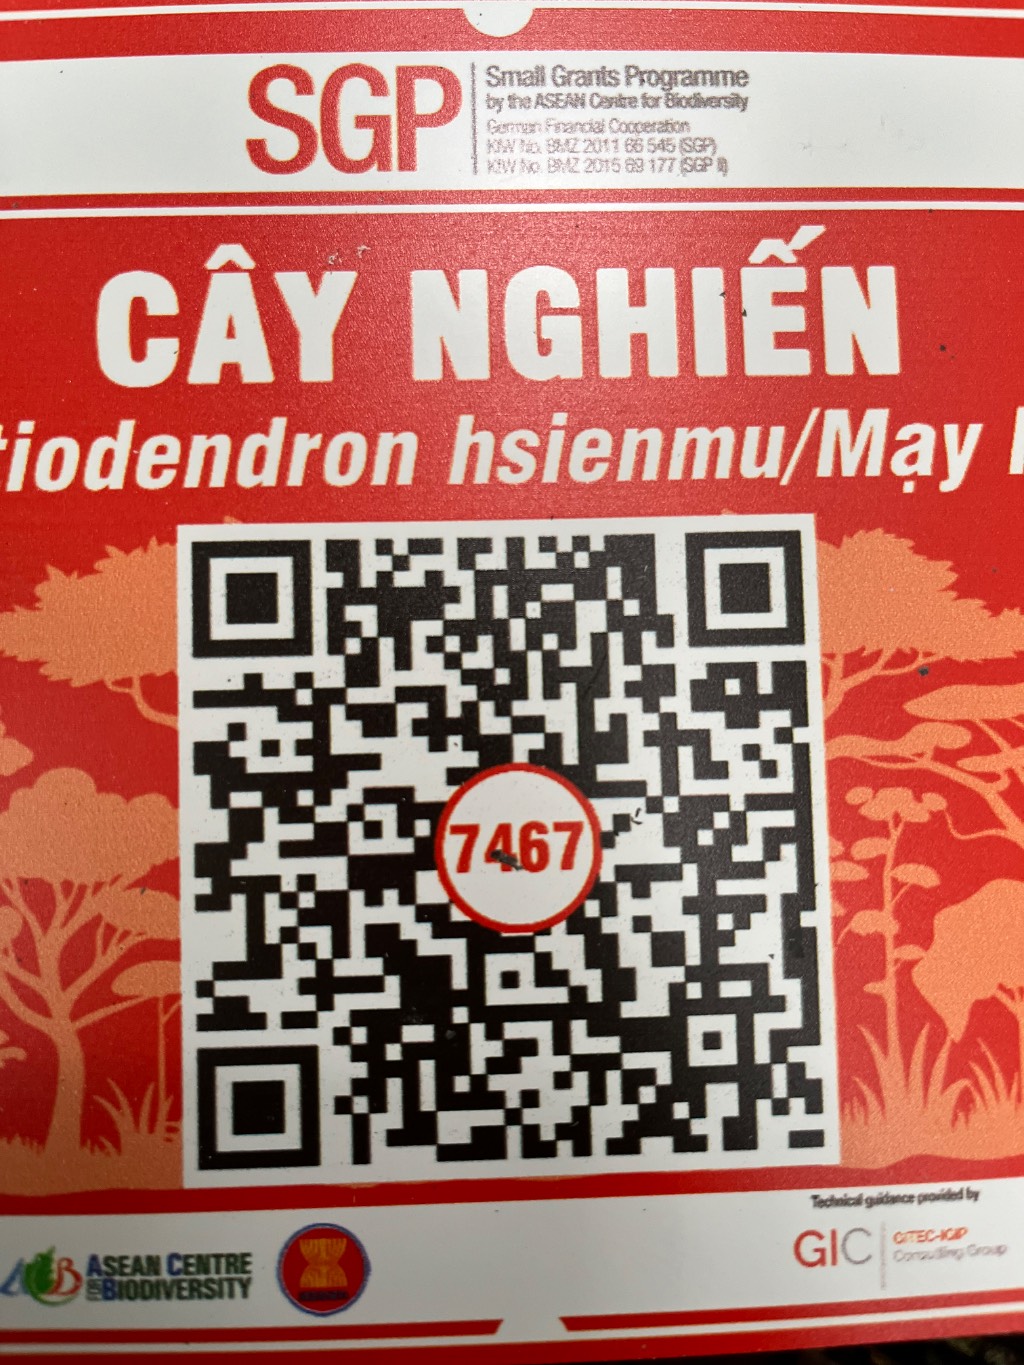 SGP
Small Grants Programme
by the ASEAN Centre for Biodiversity
German Financial Cooperation
KfW No. BMZ 2011 66 545 (SGP)
KfW No. BMZ 2015 69 177 (SGP II)
CÂY NGHIẾN
tiodendron hsienmu/Mạy
7467
ASEAN CENTRE
FOR BIODIVERSITY
Technical guidance provided by
GIC
GITEC-IGIP
Consulting Group